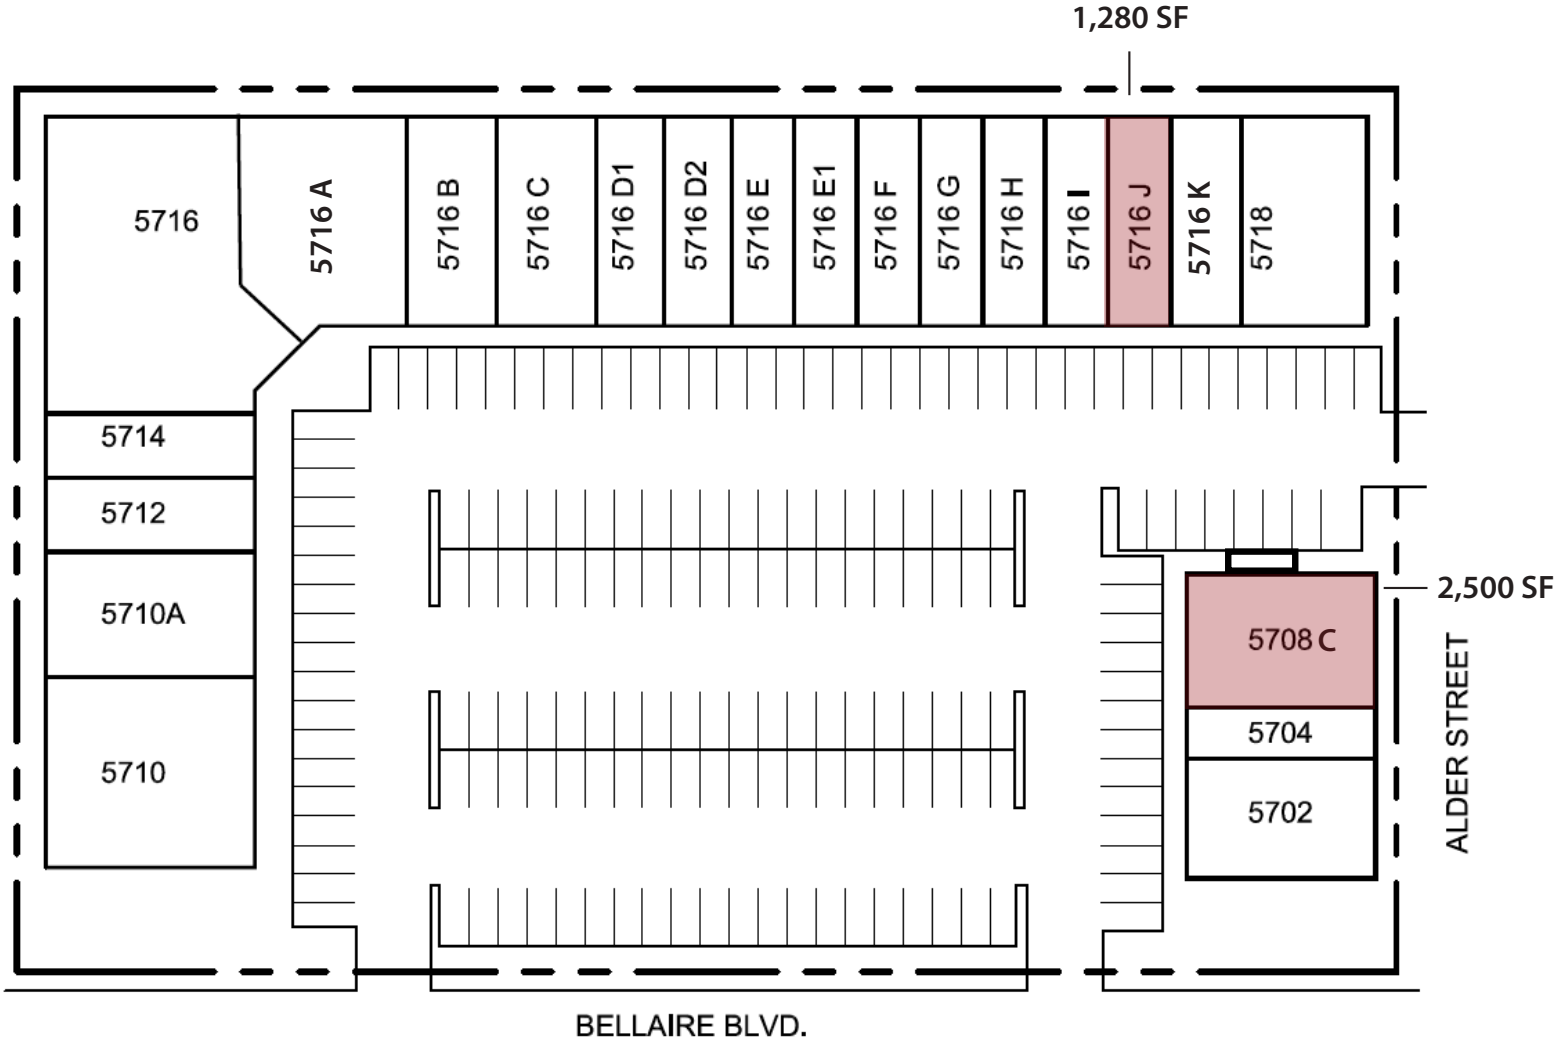 1,280 SF
5716
5716 A
5716 B
5716 C
5716 D1
5716 D2
5716 E
5716 E1
5716 F
5716 G
5716 H
5716 I
5716 J
5716 K
5718
5714
5712
5710A
5710
2,500 SF
5708 C
5704
5702
ALDER STREET
BELLAIRE BLVD.